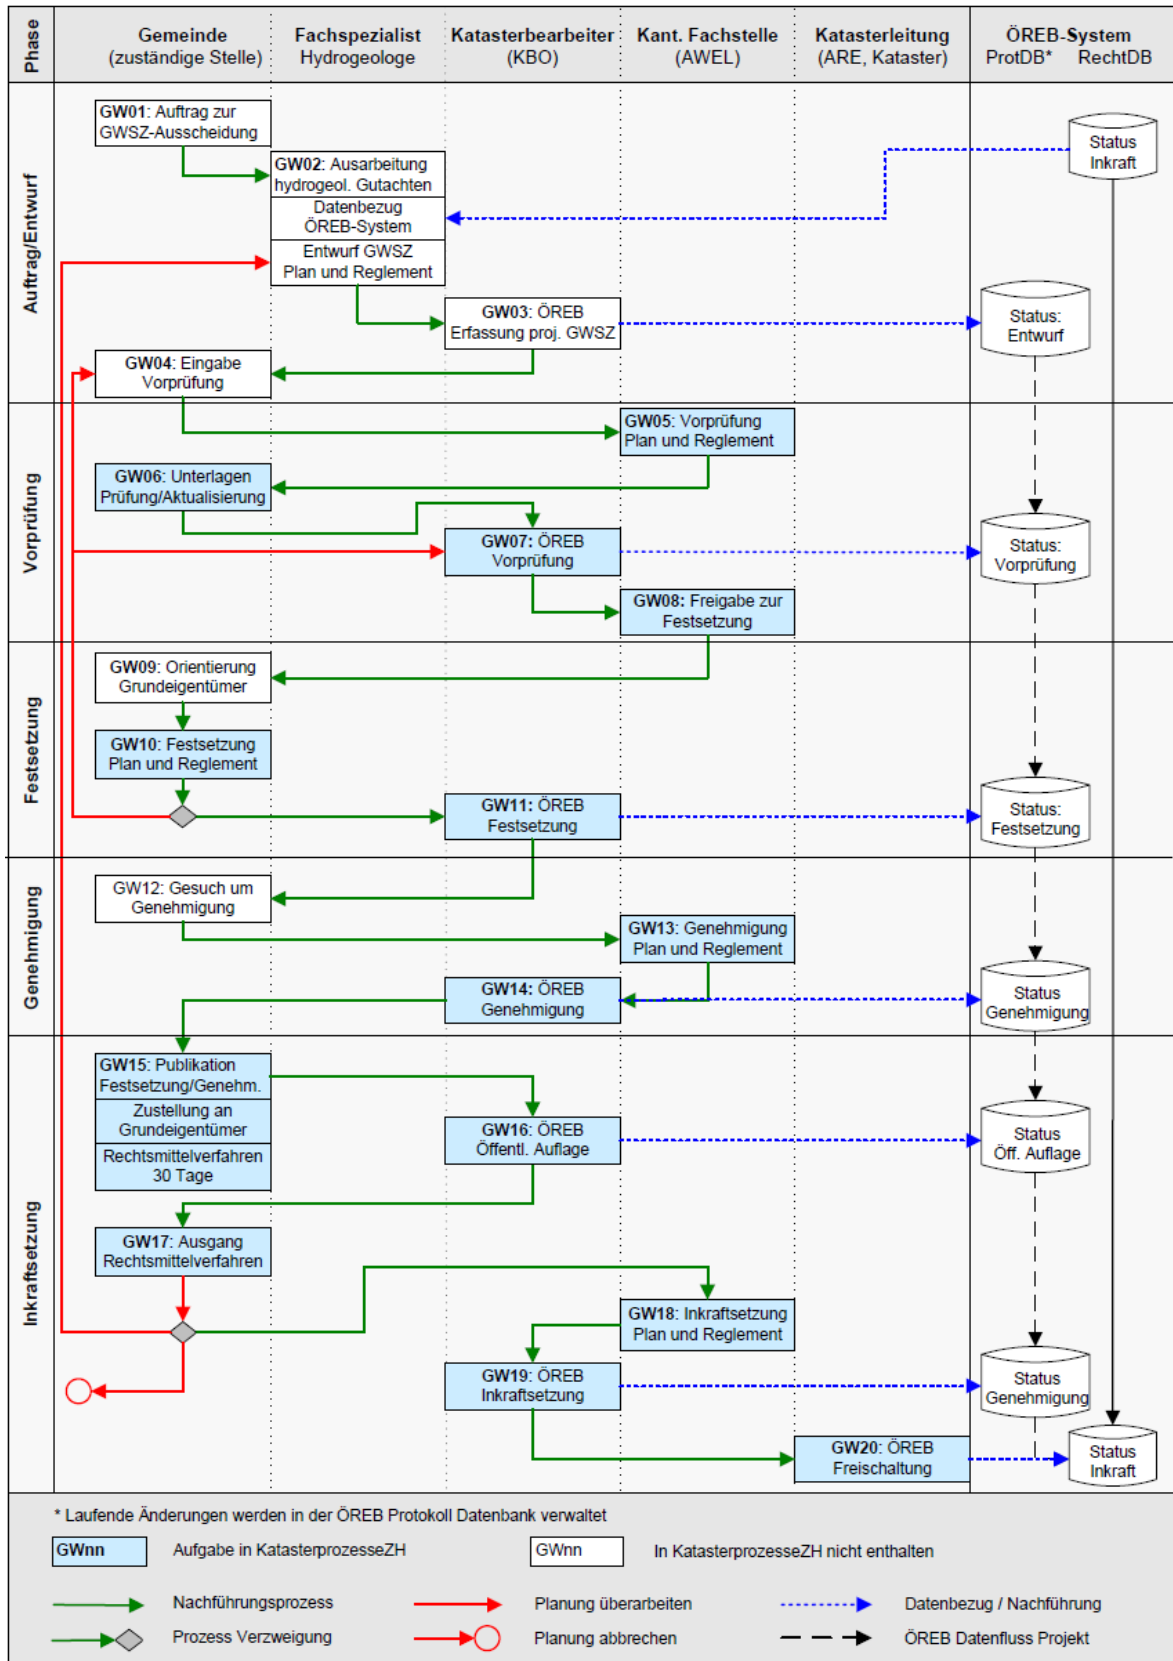 Phase
Gemeinde
(zuständige Stelle)
Fachspezialist
Hydrogeologe
Katasterbearbeiter
(KBO)
Kant. Fachstelle
(AWEL)
Katasterleitung
(ARE, Kataster)
ÖREB-System
ProtDB* RechtDB
Auftrag/Entwurf
GW01: Auftrag zur
GWSZ-Ausscheidung
Status
Inkraft
GW02: Ausarbeitung
hydrogeol. Gutachten
Datenbezug
ÖREB-System
Entwurf GWSZ
Plan und Reglement
GW03: ÖREB
Erfassung proj. GWSZ
Status:
Entwurf
GW04: Eingabe
Vorprüfung
Vorprüfung
GW05: Vorprüfung
Plan und Reglement
GW06: Unterlagen
Prüfung/Aktualisierung
GW07: ÖREB
Vorprüfung
Status:
Vorprüfung
GW08: Freigabe zur
Festsetzung
Festsetzung
GW09: Orientierung
Grundeigentümer
GW10: Festsetzung
Plan und Reglement
GW11: ÖREB
Festsetzung
Status:
Festsetzung
Genehmigung
GW12: Gesuch um
Genehmigung
GW13: Genehmigung
Plan und Reglement
GW14: ÖREB
Genehmigung
Status
Genehmigung
Inkraftsetzung
GW15: Publikation
Festsetzung/Genehm.
Zustellung an
Grundeigentümer
Rechtsmittelverfahren
30 Tage
GW16: ÖREB
Öffentl. Auflage
Status
Öff. Auflage
GW17: Ausgang
Rechtsmittelverfahren
GW18: Inkraftsetzung
Plan und Reglement
GW19: ÖREB
Inkraftsetzung
Status
Genehmigung
GW20: ÖREB
Freischaltung
Status
Inkraft
* Laufende Änderungen werden in der ÖREB Protokoll Datenbank verwaltet
GWnn Aufgabe in KatasterprozesseZH
GWnn In KatasterprozesseZH nicht enthalten
Nachführungsprozess
Planung überarbeiten
Datenbezug / Nachführung
Prozess Verzweigung
Planung abbrechen
ÖREB Datenfluss Projekt